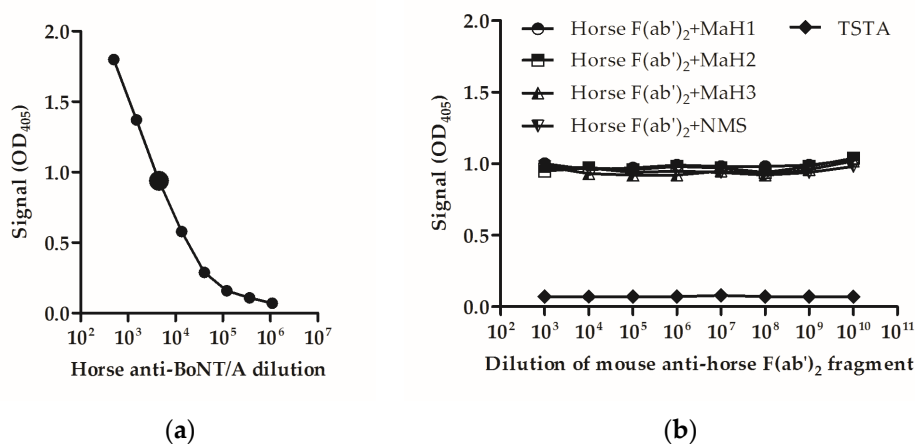 2.0
1.5
1.0
0.5
0.0
Signal (OD405)
10² 10³ 10⁴ 10⁵ 10⁶ 10⁷
Horse anti-BoNT/A dilution
(a)
2.0
1.5
1.0
0.5
0.0
Signal (OD405)
Horse F(ab')2+MaH1
Horse F(ab')2+MaH2
Horse F(ab')2+MaH3
Horse F(ab')2+NMS
TSTA
10² 10³ 10⁴ 10⁵ 10⁶ 10⁷ 10⁸ 10⁹ 10¹⁰ 10¹¹
Dilution of mouse anti-horse F(ab')2 fragment
(b)